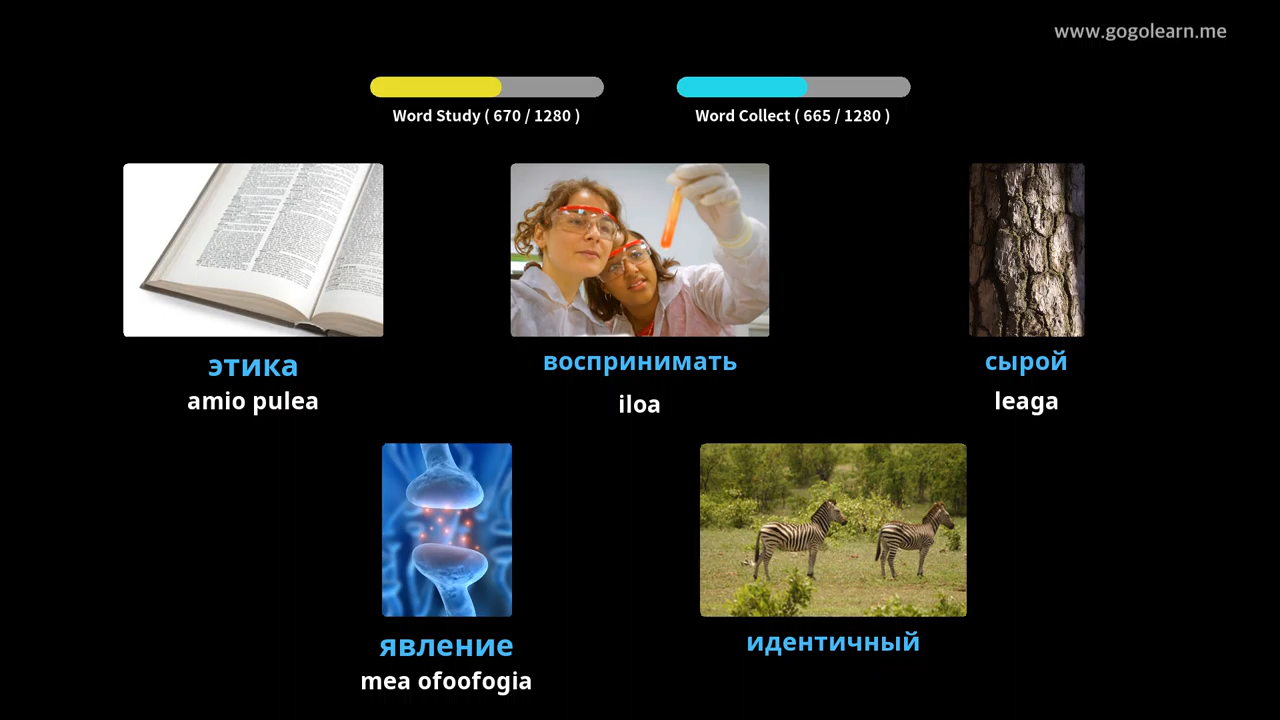 www.gogolearn.me
Word Study ( 670 / 1280 )
Word Collect ( 665 / 1280 )
этика
amio pulea
воспринимать
iloa
сырой
leaga
явление
mea ofoofogia
идентичный